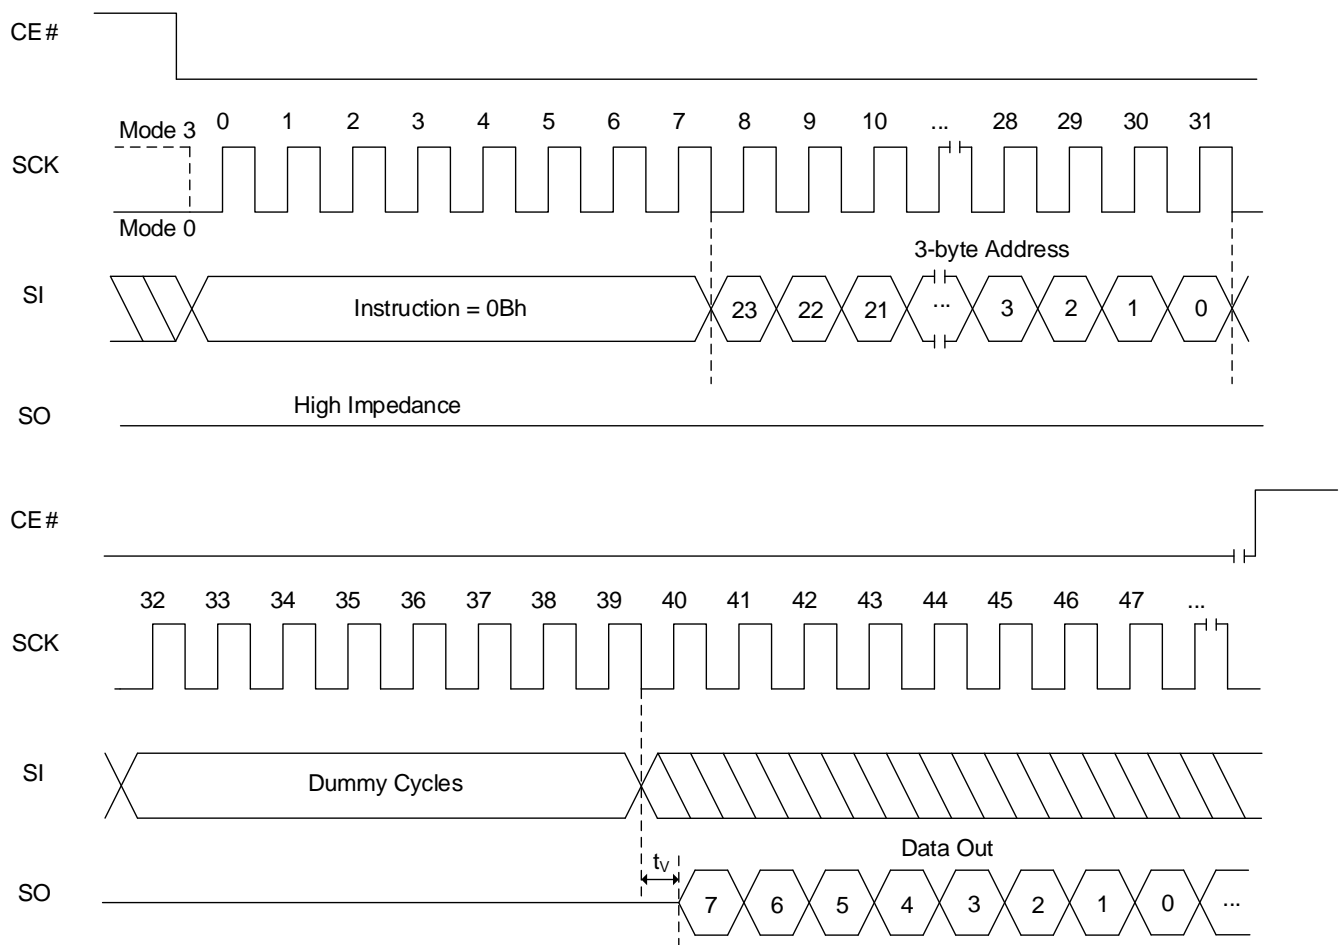 CE#
Mode 3 0 1 2 3 4 5 6 7 8 9 10 ... 28 29 30 31
SCK
Mode 0
3-byte Address
SI Instruction = 0Bh 23 22 21 ... 3 2 1 0
High Impedance
SO
CE#
32 33 34 35 36 37 38 39 40 41 42 43 44 45 46 47 ...
SCK
SI Dummy Cycles
Data Out
tV
SO 7 6 5 4 3 2 1 0 ...